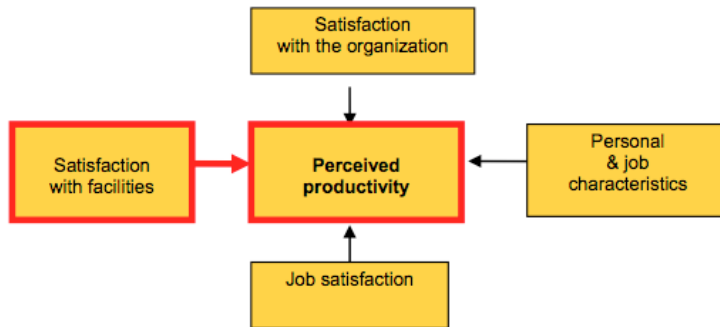 Satisfaction
with the organization
Satisfaction
with facilities
Perceived
productivity
Personal
& job
characteristics
Job satisfaction